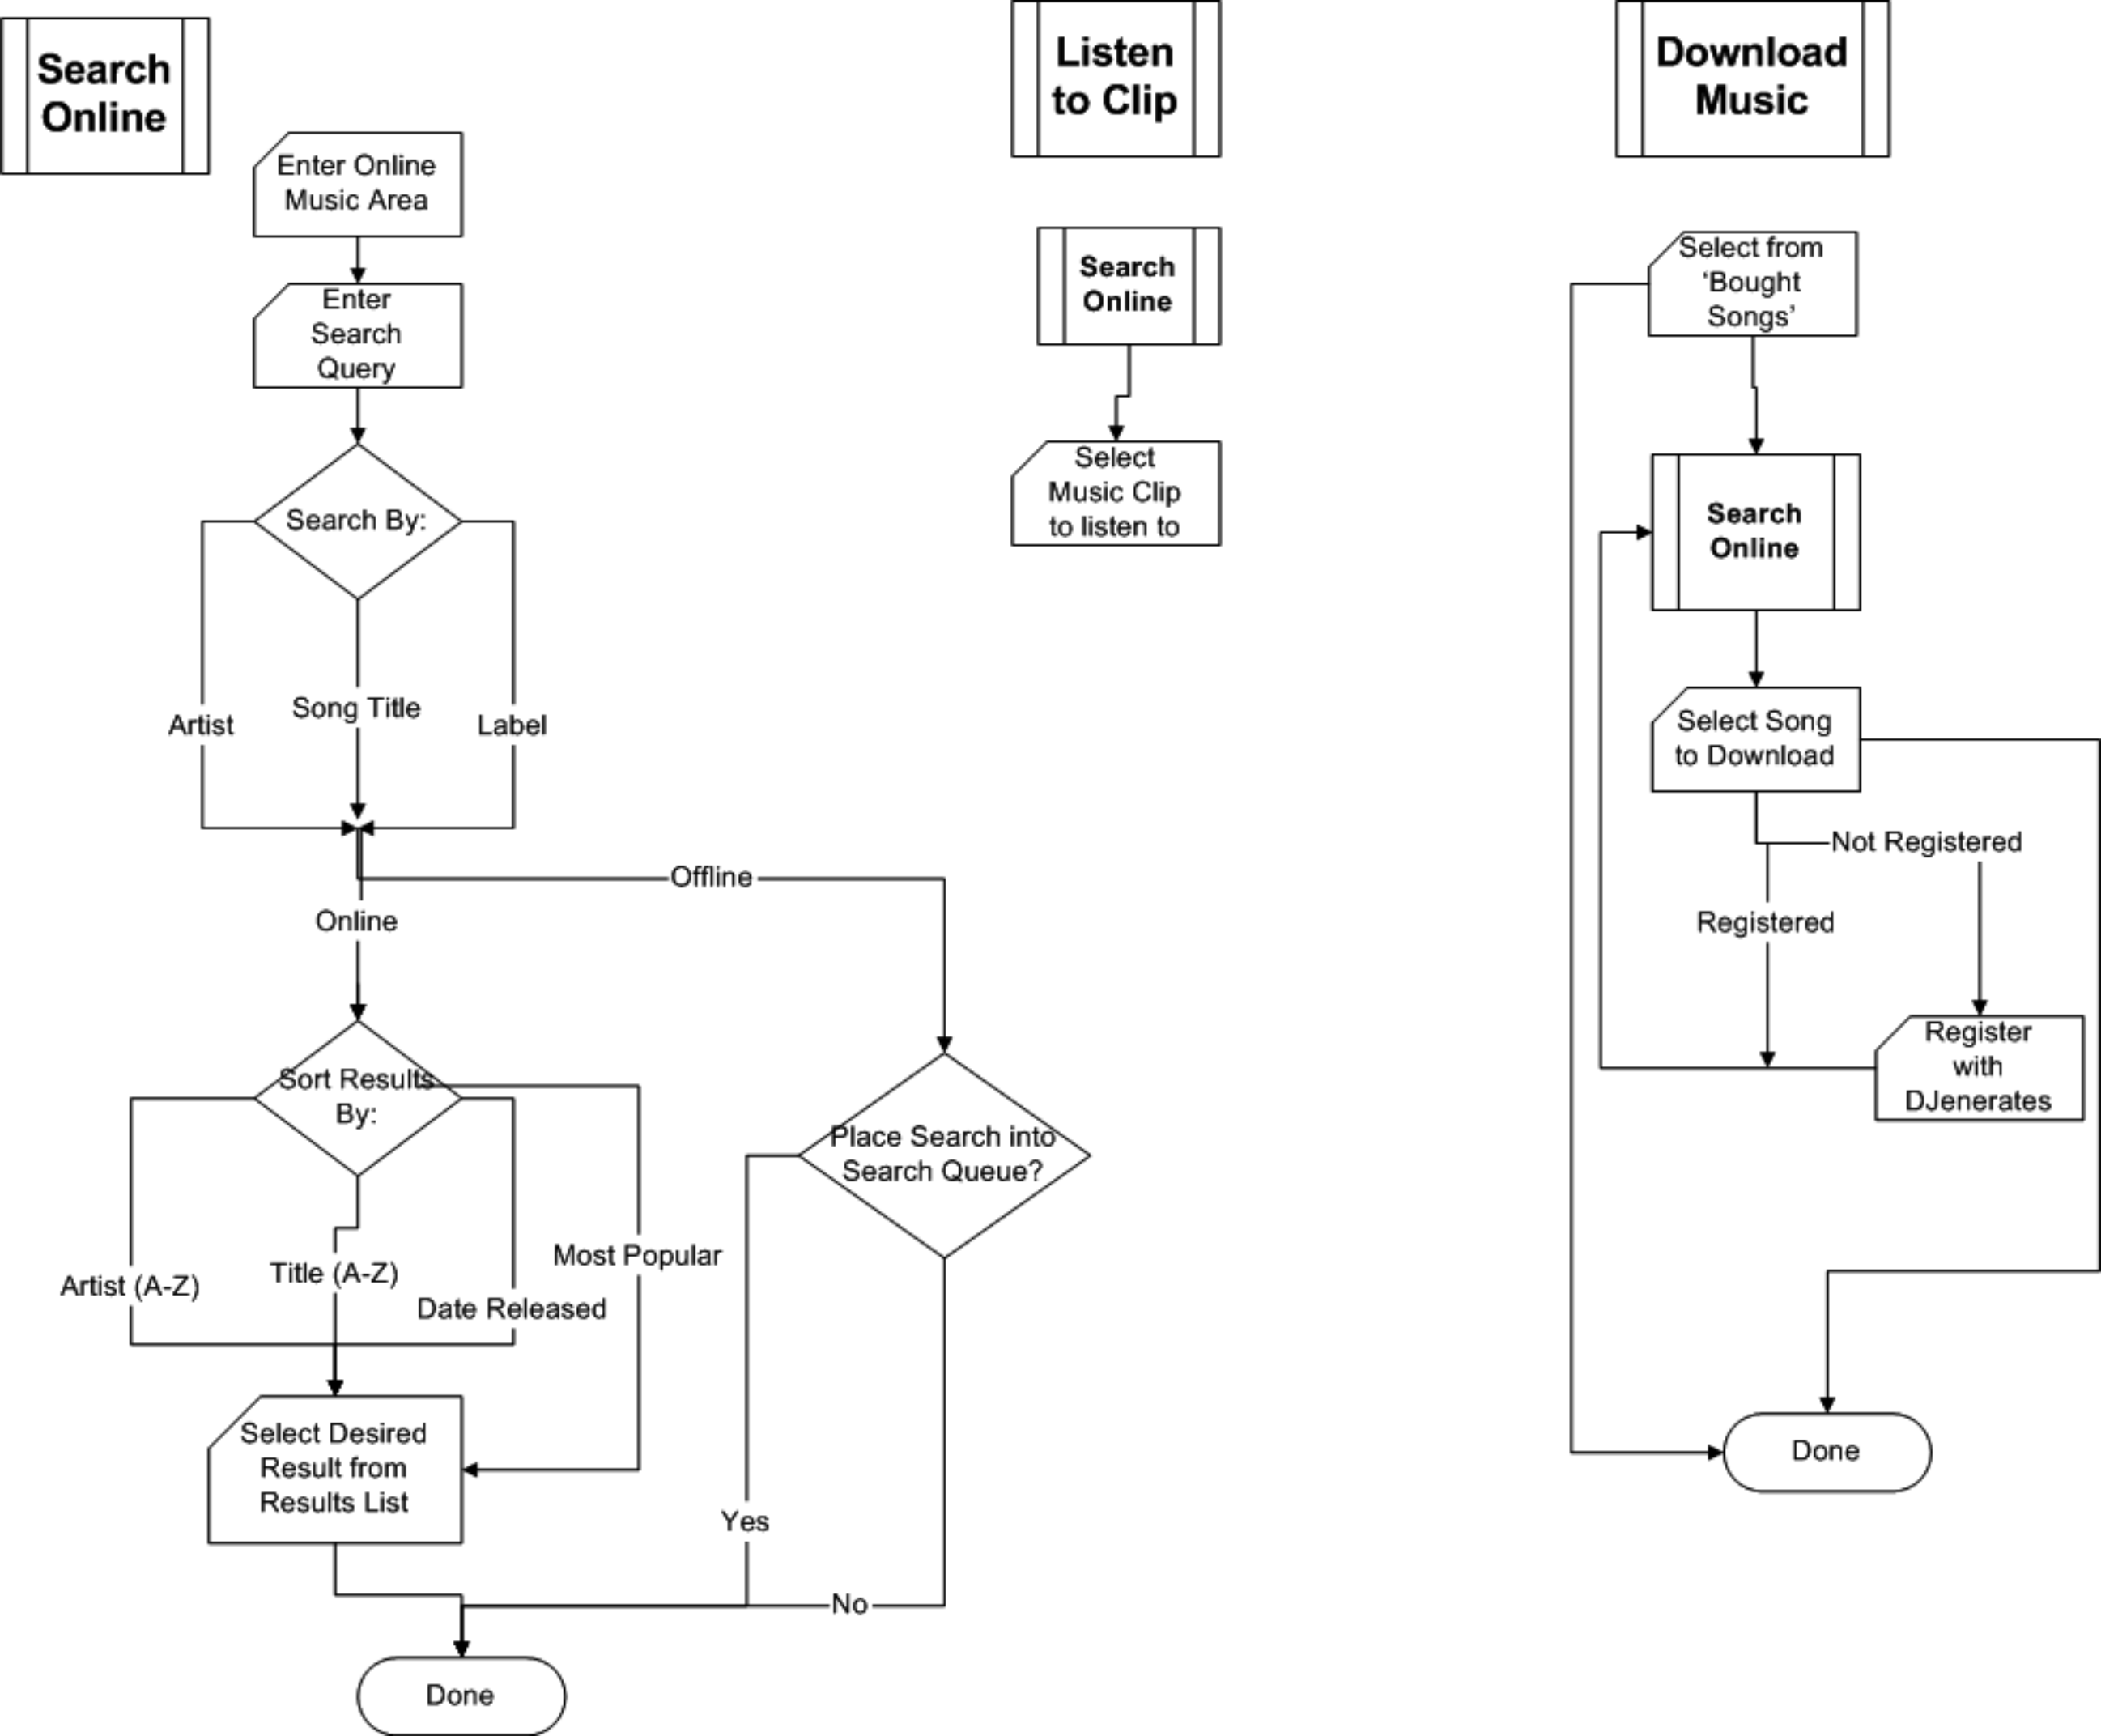 Search
Online
Enter Online
Music Area
Enter
Search
Query
Search By:
Artist
Song Title
Label
Offline
Online
Sort Results
By:
Place Search into
Search Queue?
Artist (A-Z)
Title (A-Z)
Date Released
Most Popular
Select Desired
Result from
Results List
Yes
No
Done
Listen
to Clip
Search
Online
Select
Music Clip
to listen to
Download
Music
Select from
‘Bought
Songs’
Search
Online
Select Song
to Download
Not Registered
Registered
Register
with
DJenerates
Done